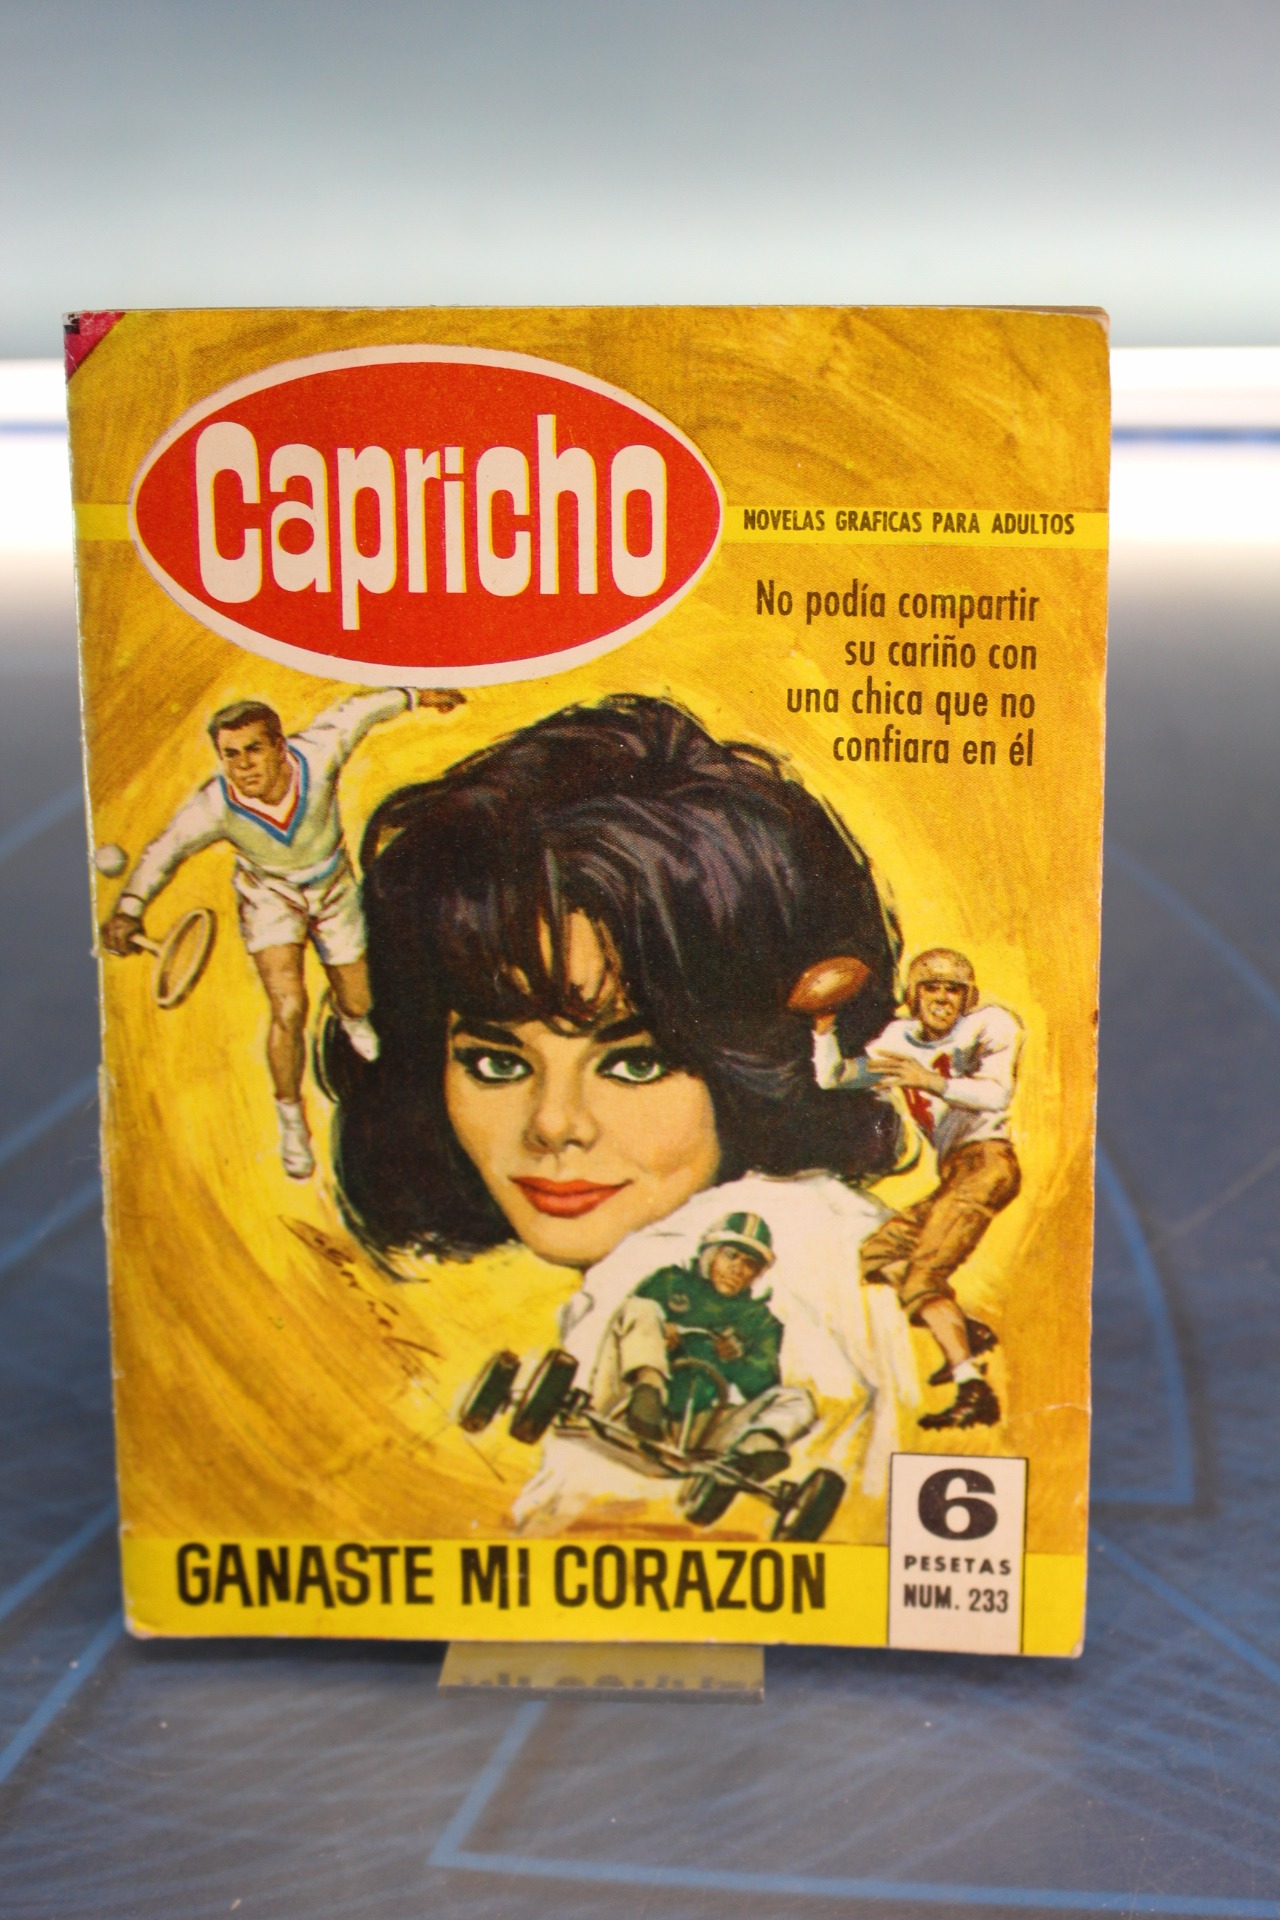 Capricho
NOVELAS GRAFICAS PARA ADULTOS
No podía compartir
su cariño con
una chica que no
confiara en él
GANASTE MI CORAZON
6
PESETAS
NUM. 233